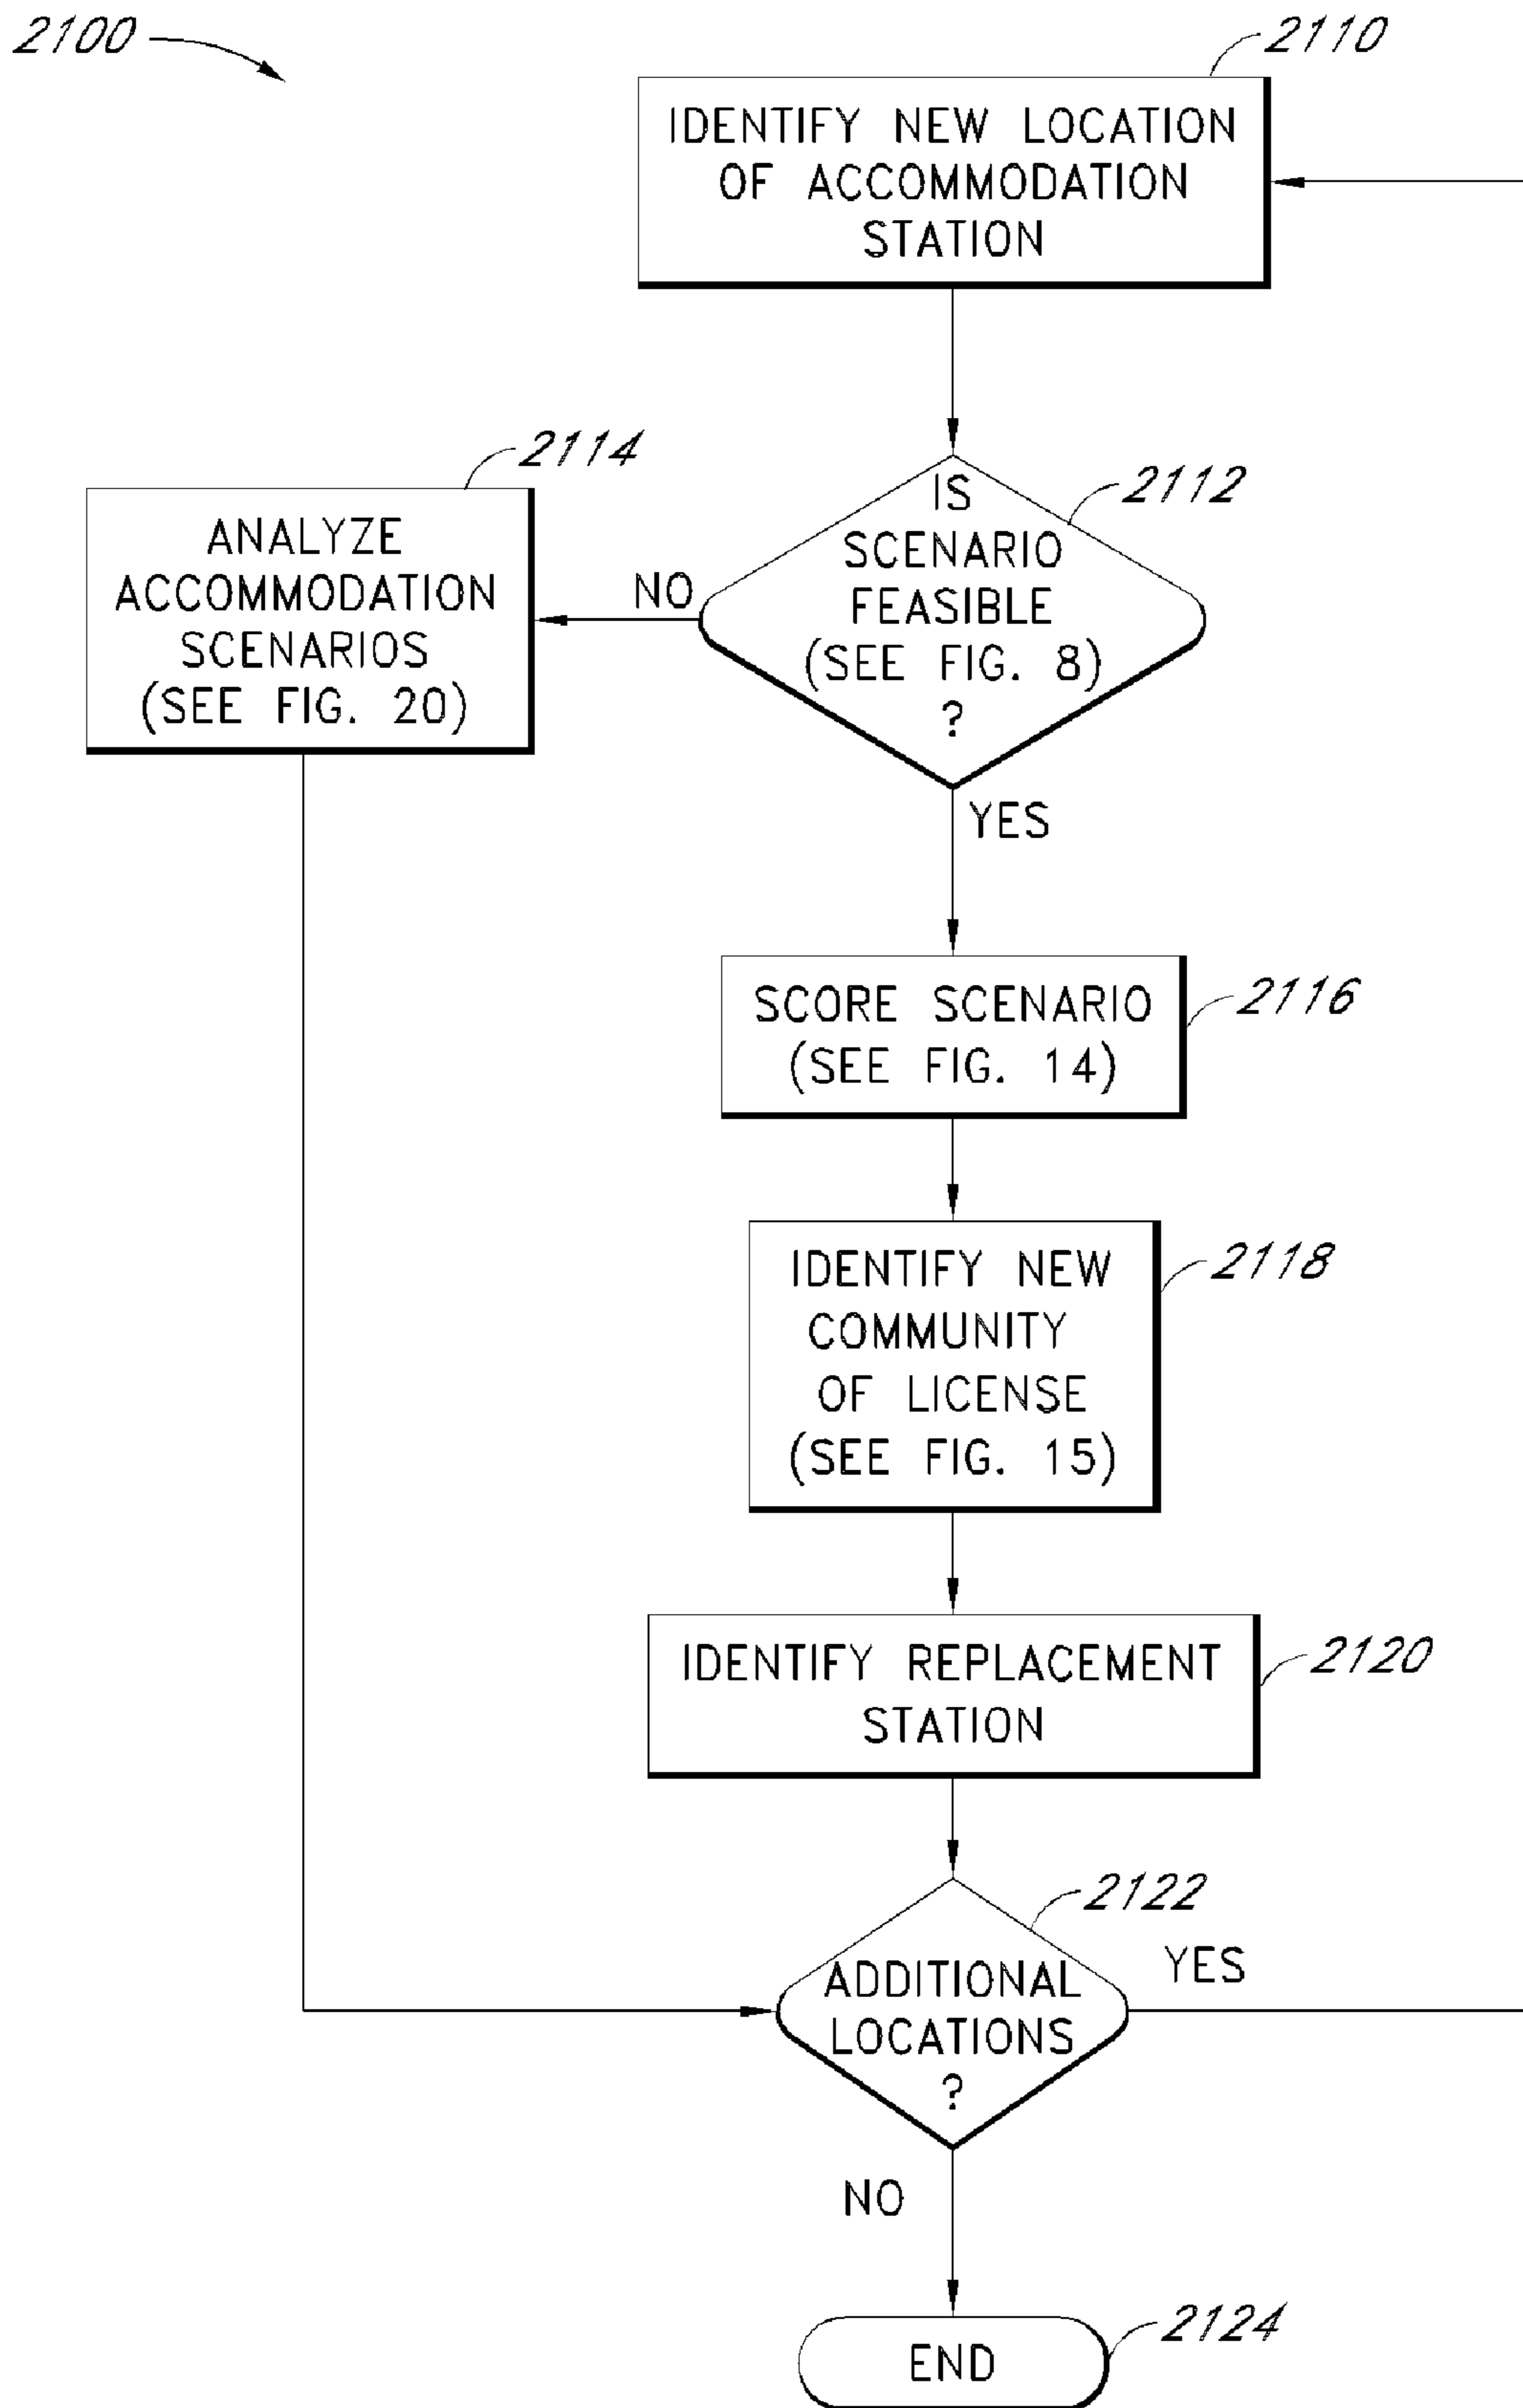 2100
2110
IDENTIFY NEW LOCATION
OF ACCOMMODATION
STATION
2114
ANALYZE
ACCOMMODATION
SCENARIOS
(SEE FIG. 20)
NO
2112
IS
SCENARIO
FEASIBLE
(SEE FIG. 8)
?
YES
SCORE SCENARIO
(SEE FIG. 14)
2116
IDENTIFY NEW
COMMUNITY
OF LICENSE
(SEE FIG. 15)
2118
IDENTIFY REPLACEMENT
STATION
2120
2122
ADDITIONAL
LOCATIONS
?
YES
NO
END
2124